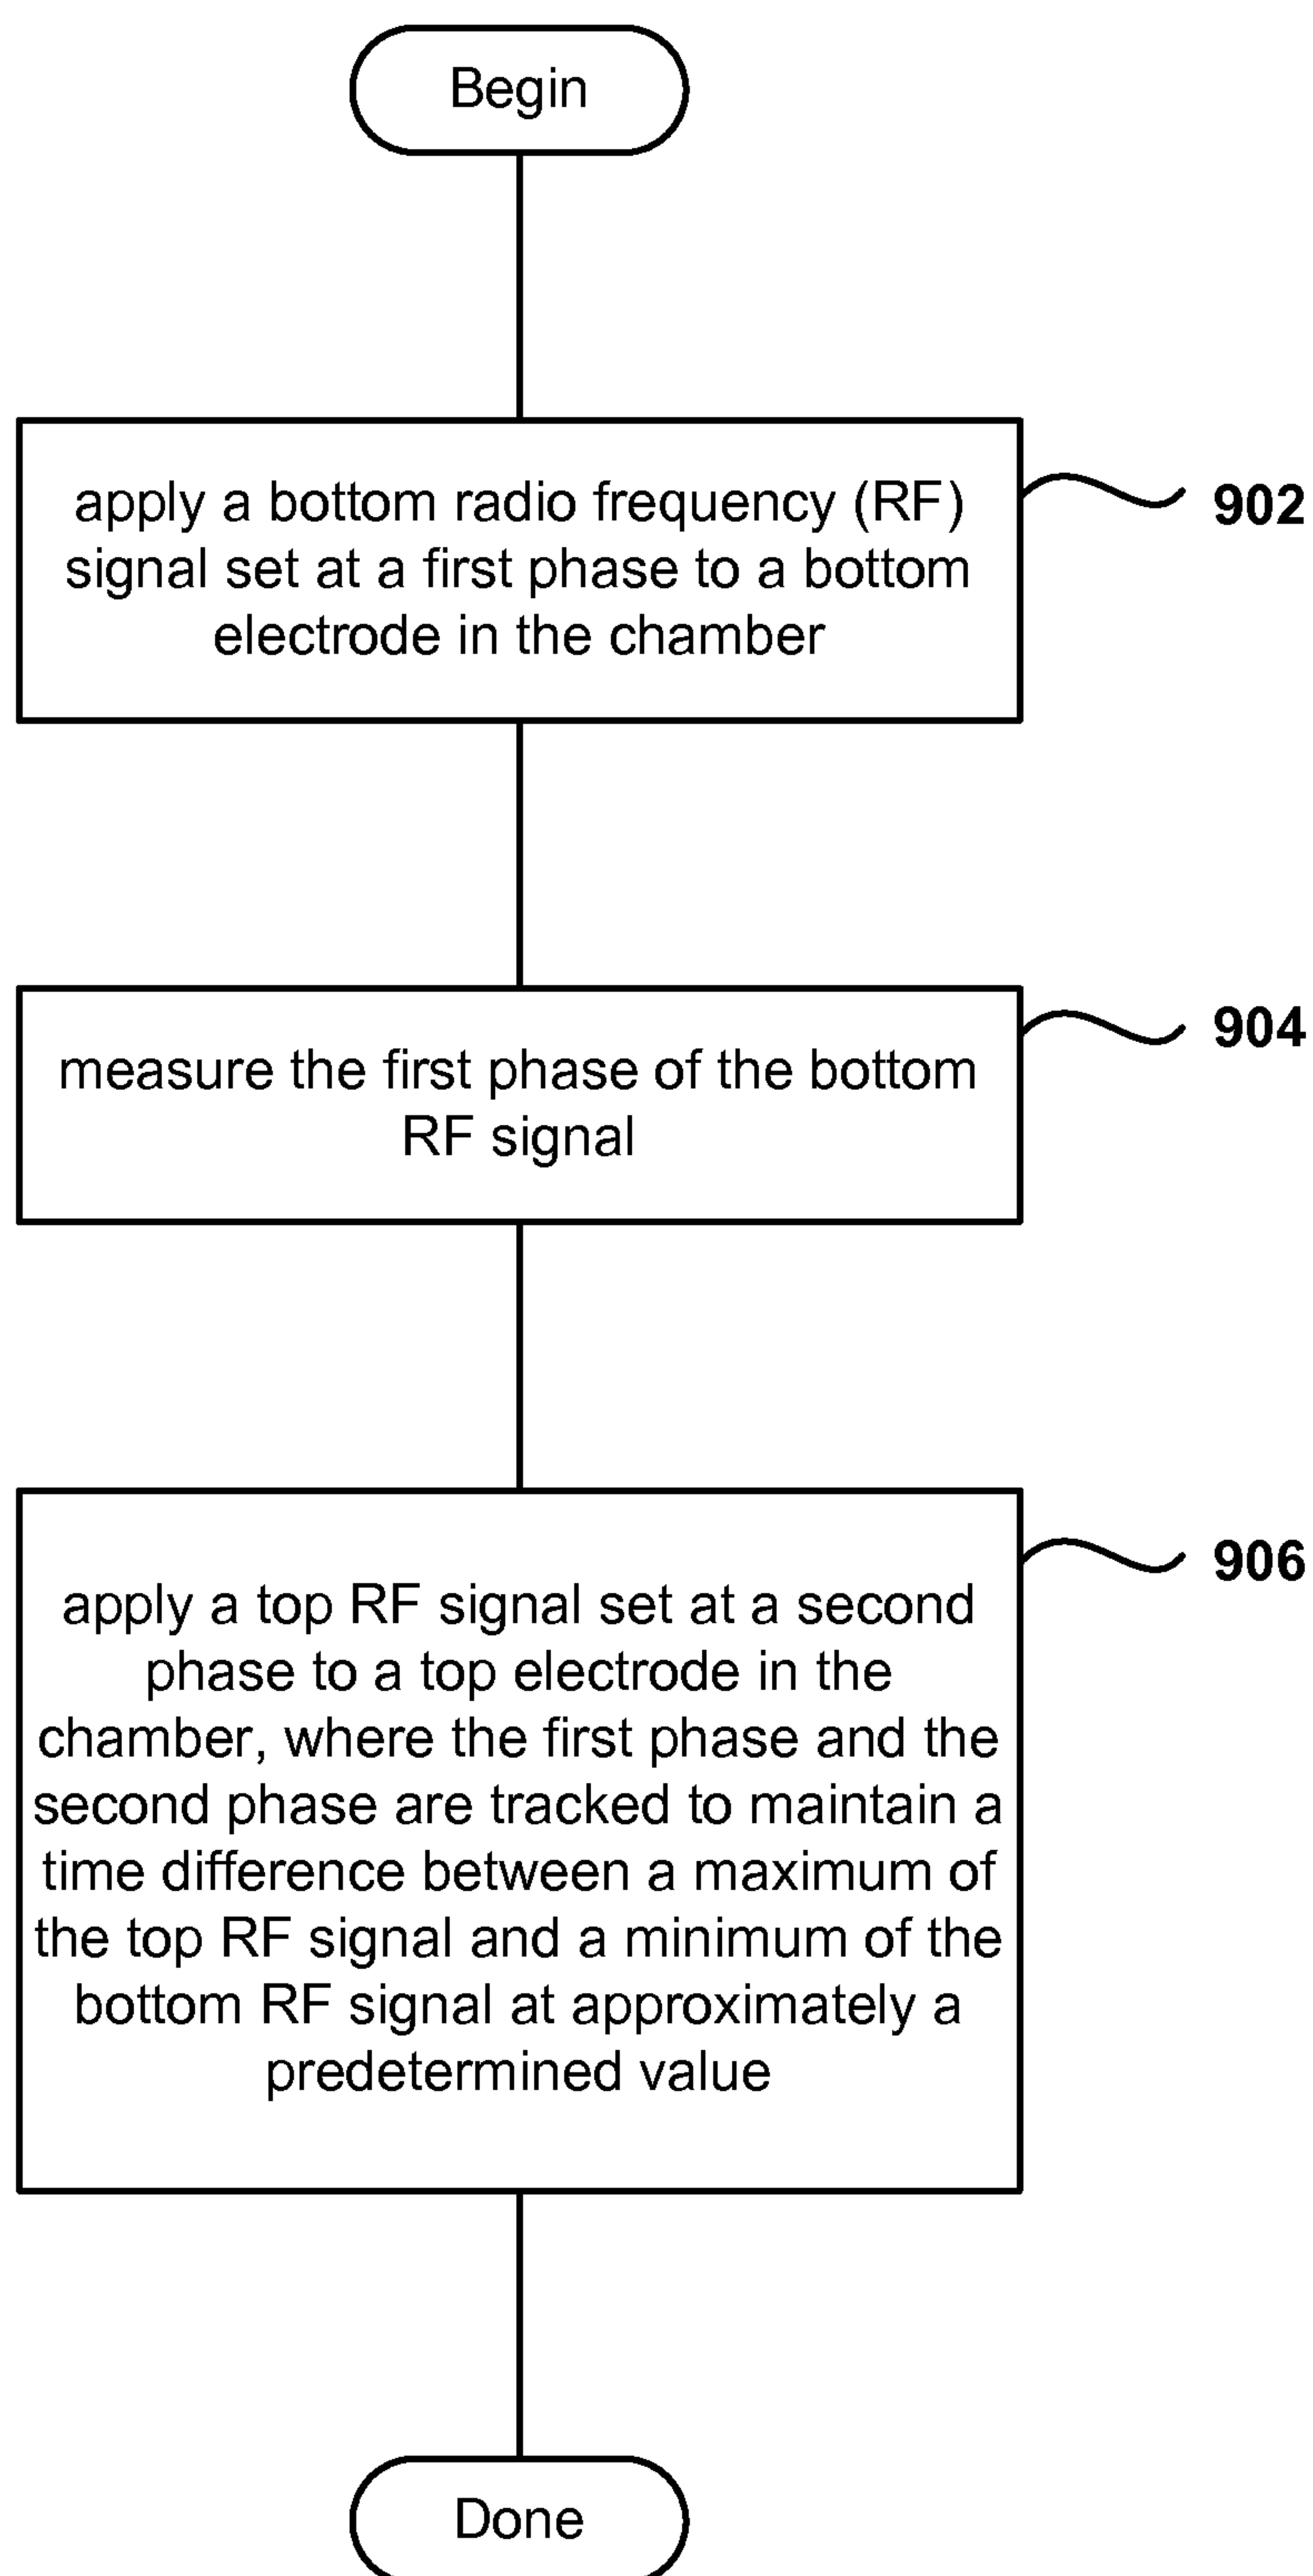 Begin
apply a bottom radio frequency (RF)
signal set at a first phase to a bottom
electrode in the chamber
902
measure the first phase of the bottom
RF signal
904
apply a top RF signal set at a second
phase to a top electrode in the
chamber, where the first phase and the
second phase are tracked to maintain a
time difference between a maximum of
the top RF signal and a minimum of the
bottom RF signal at approximately a
predetermined value
906
Done